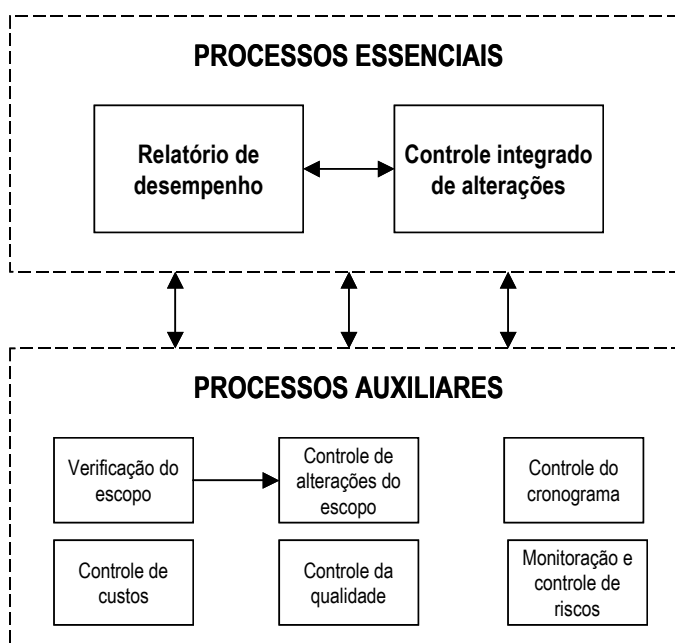 PROCESSOS ESSENCIAIS
Relatório de
desempenho
Controle integrado
de alterações
PROCESSOS AUXILIARES
Verificação do
escopo
Controle de
alterações do
escopo
Controle do
cronograma
Controle de
custos
Controle da
qualidade
Monitoração e
controle de
riscos